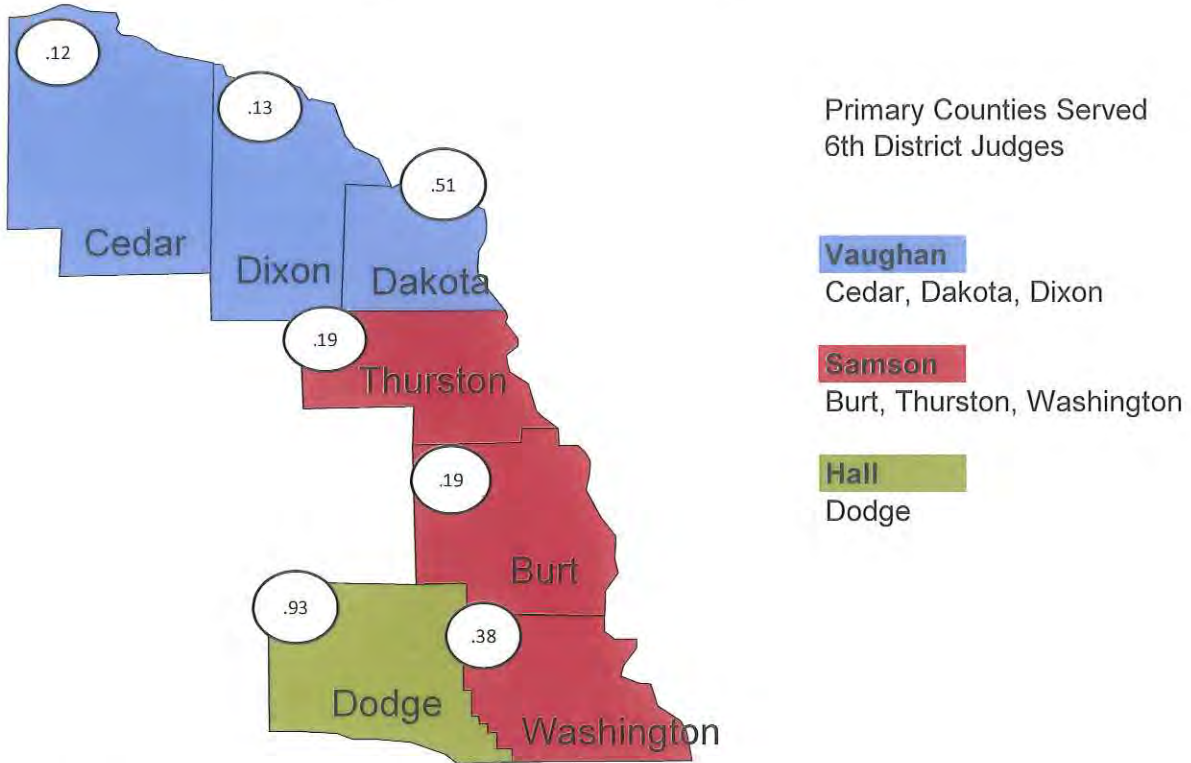 .12
.13
.51
Cedar
Dixon
Dakota
.19
Thurston
.19
Burt
.93
.38
Dodge
Washington
Primary Counties Served
6th District Judges
Vaughan
Cedar, Dakota, Dixon
Samson
Burt, Thurston, Washington
Hall
Dodge